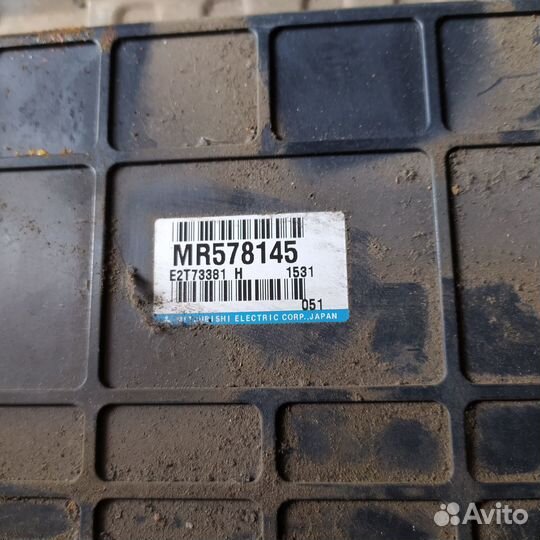 MR578145
E2T73381 H 1531
051
MITSUBISHI ELECTRIC CORP.,JAPAN
Avito